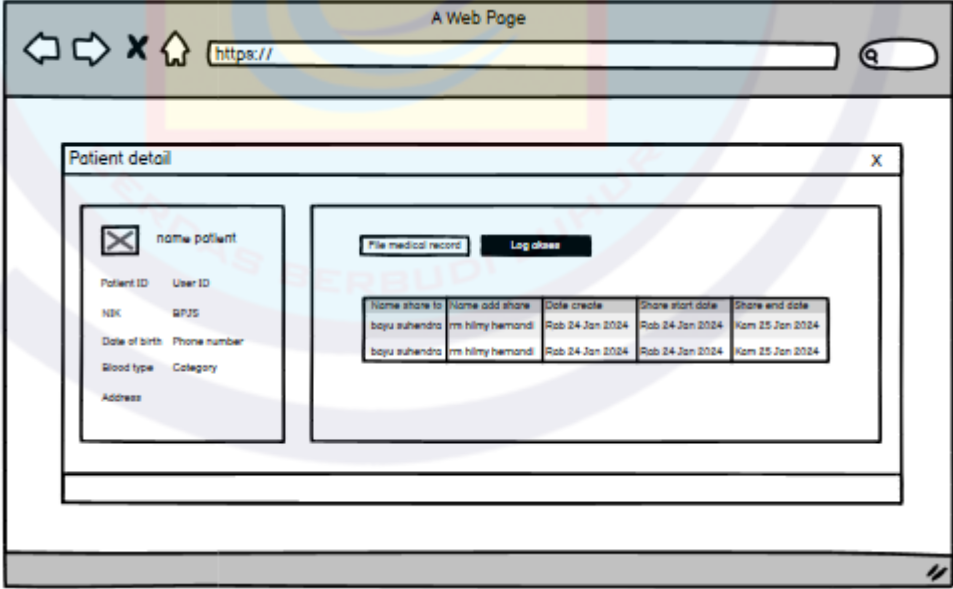 A Web Page
https://
Patient detail X
name patient
Patient ID User ID
NIK BPJS
Date of birth Phone number
Blood type Category
Address
File medical record Log akses
Name share to Name add share Date create Share start date Share end date
bayu suhendra rm hilmy hernandi Rab 24 Jan 2024 Rab 24 Jan 2024 Kam 25 Jan 2024
bayu suhendra rm hilmy hernandi Rab 24 Jan 2024 Rab 24 Jan 2024 Kam 25 Jan 2024
BERBUDI LUHUR